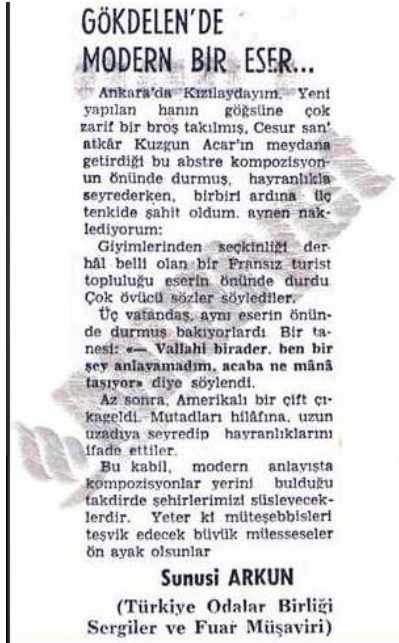 GÖKDELEN'DE
MODERN BİR ESER...
Ankara'da Kızılaydayım. Yeni
yapılan hanın göğsüne çok
zarif bir broş takılmış, Cesur san'
atkâr Kuzgun Acar'ın meydana
getirdiği bu abstre kompozisyon-
un önünde durmuş, hayranlıkla
seyrederken, birbiri ardına üç
tenkide şahit oldum. aynen nak-
lediyorum:
Giyimlerinden seçkinliği der-
hâl belli olan bir Fransız turist
topluluğu eserin önünde durdu.
Çok övücü sözler söylediler.
Üç vatandaş, aynı eserin önün-
de durmuş bakıyorlardı. Bir ta-
nesi: «— Vallahi birader, ben bir
şey anlayamadım, acaba ne mânâ
taşıyor» diye söylendi.
Az sonra, Amerikalı bir çift çı-
kageldi. Mutadları hilâfına, uzun
uzadıya seyredip hayranlıklarını
ifade ettiler.
Bu kabil, modern anlayışta
kompozisyonlar yerini bulduğu
takdirde şehirlerimizi süslevecek-
lerdir. Yeter ki müteşebbisleri
teşvik edecek büyük müesseseler
ön ayak olsunlar
Sunusi ARKUN
(Türkiye Odalar Birliği
Sergiler ve Fuar Müşaviri)